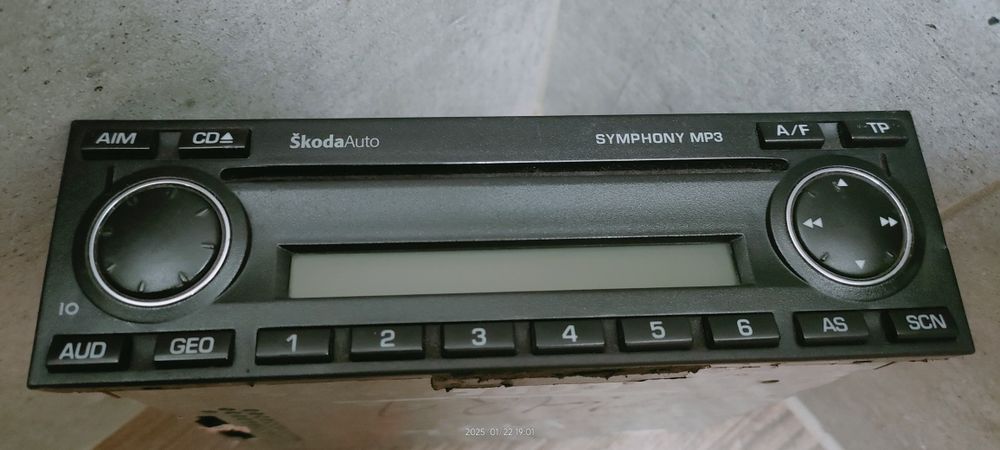 AIM CD ŠkodaAuto SYMPHONY MP3 A/F TP
IO
AUD GEO 1 2 3 4 5 6 AS SCN
2025/01/22 19:01